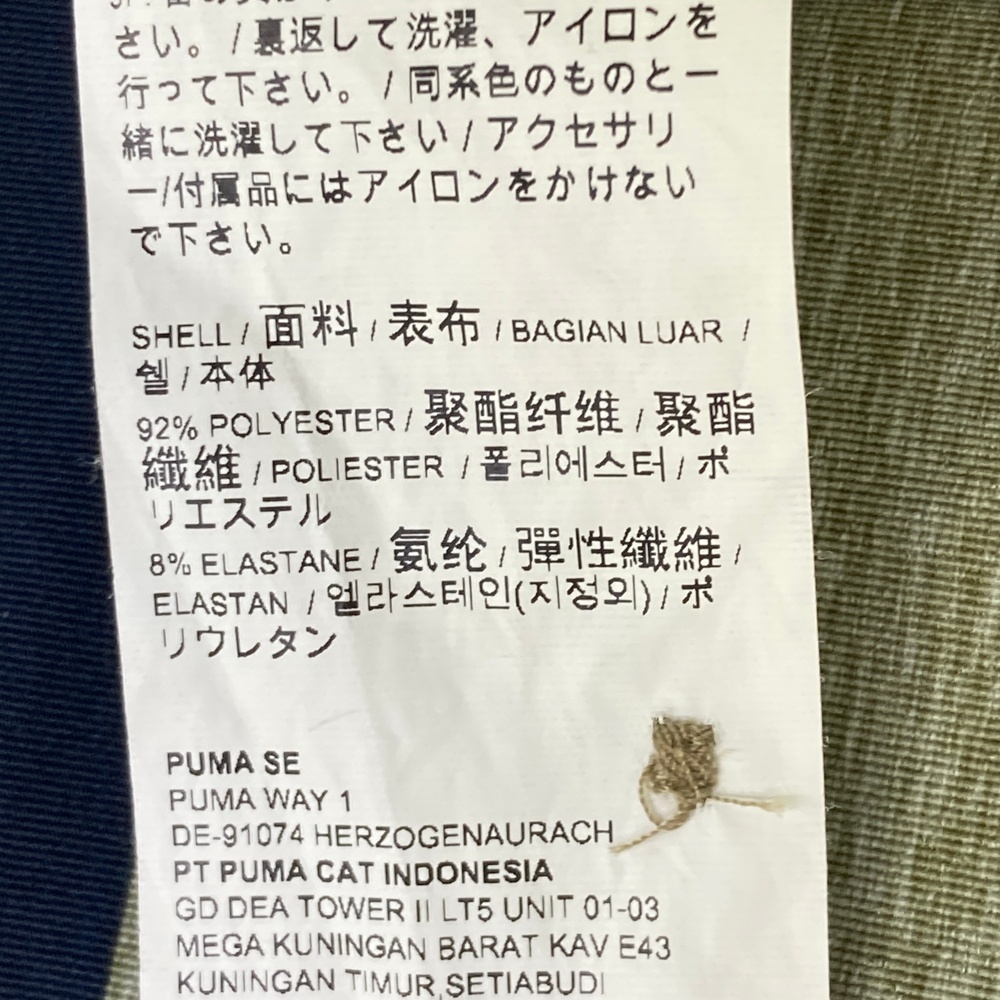 さい。/ 裏返して洗濯、アイロンを
行って下さい。/ 同系色のものと一
緒に洗濯して下さい / アクセサリ
ー/付属品にはアイロンをかけない
で下さい。
SHELL / 面料 / 表布 / BAGIAN LUAR /
쉘 / 本体
92% POLYESTER / 聚酯纤维 / 聚酯
纖維 / POLIESTER / 폴리에스터 / ポ
リエステル
8% ELASTANE / 氨纶 / 彈性纖維 /
ELASTAN / 엘라스테인(지정외) / ポ
リウレタン
PUMA SE
PUMA WAY 1
DE-91074 HERZOGENAURACH
PT PUMA CAT INDONESIA
GD DEA TOWER II LT5 UNIT 01-03
MEGA KUNINGAN BARAT KAV E43
KUNINGAN TIMUR,SETIABUDI